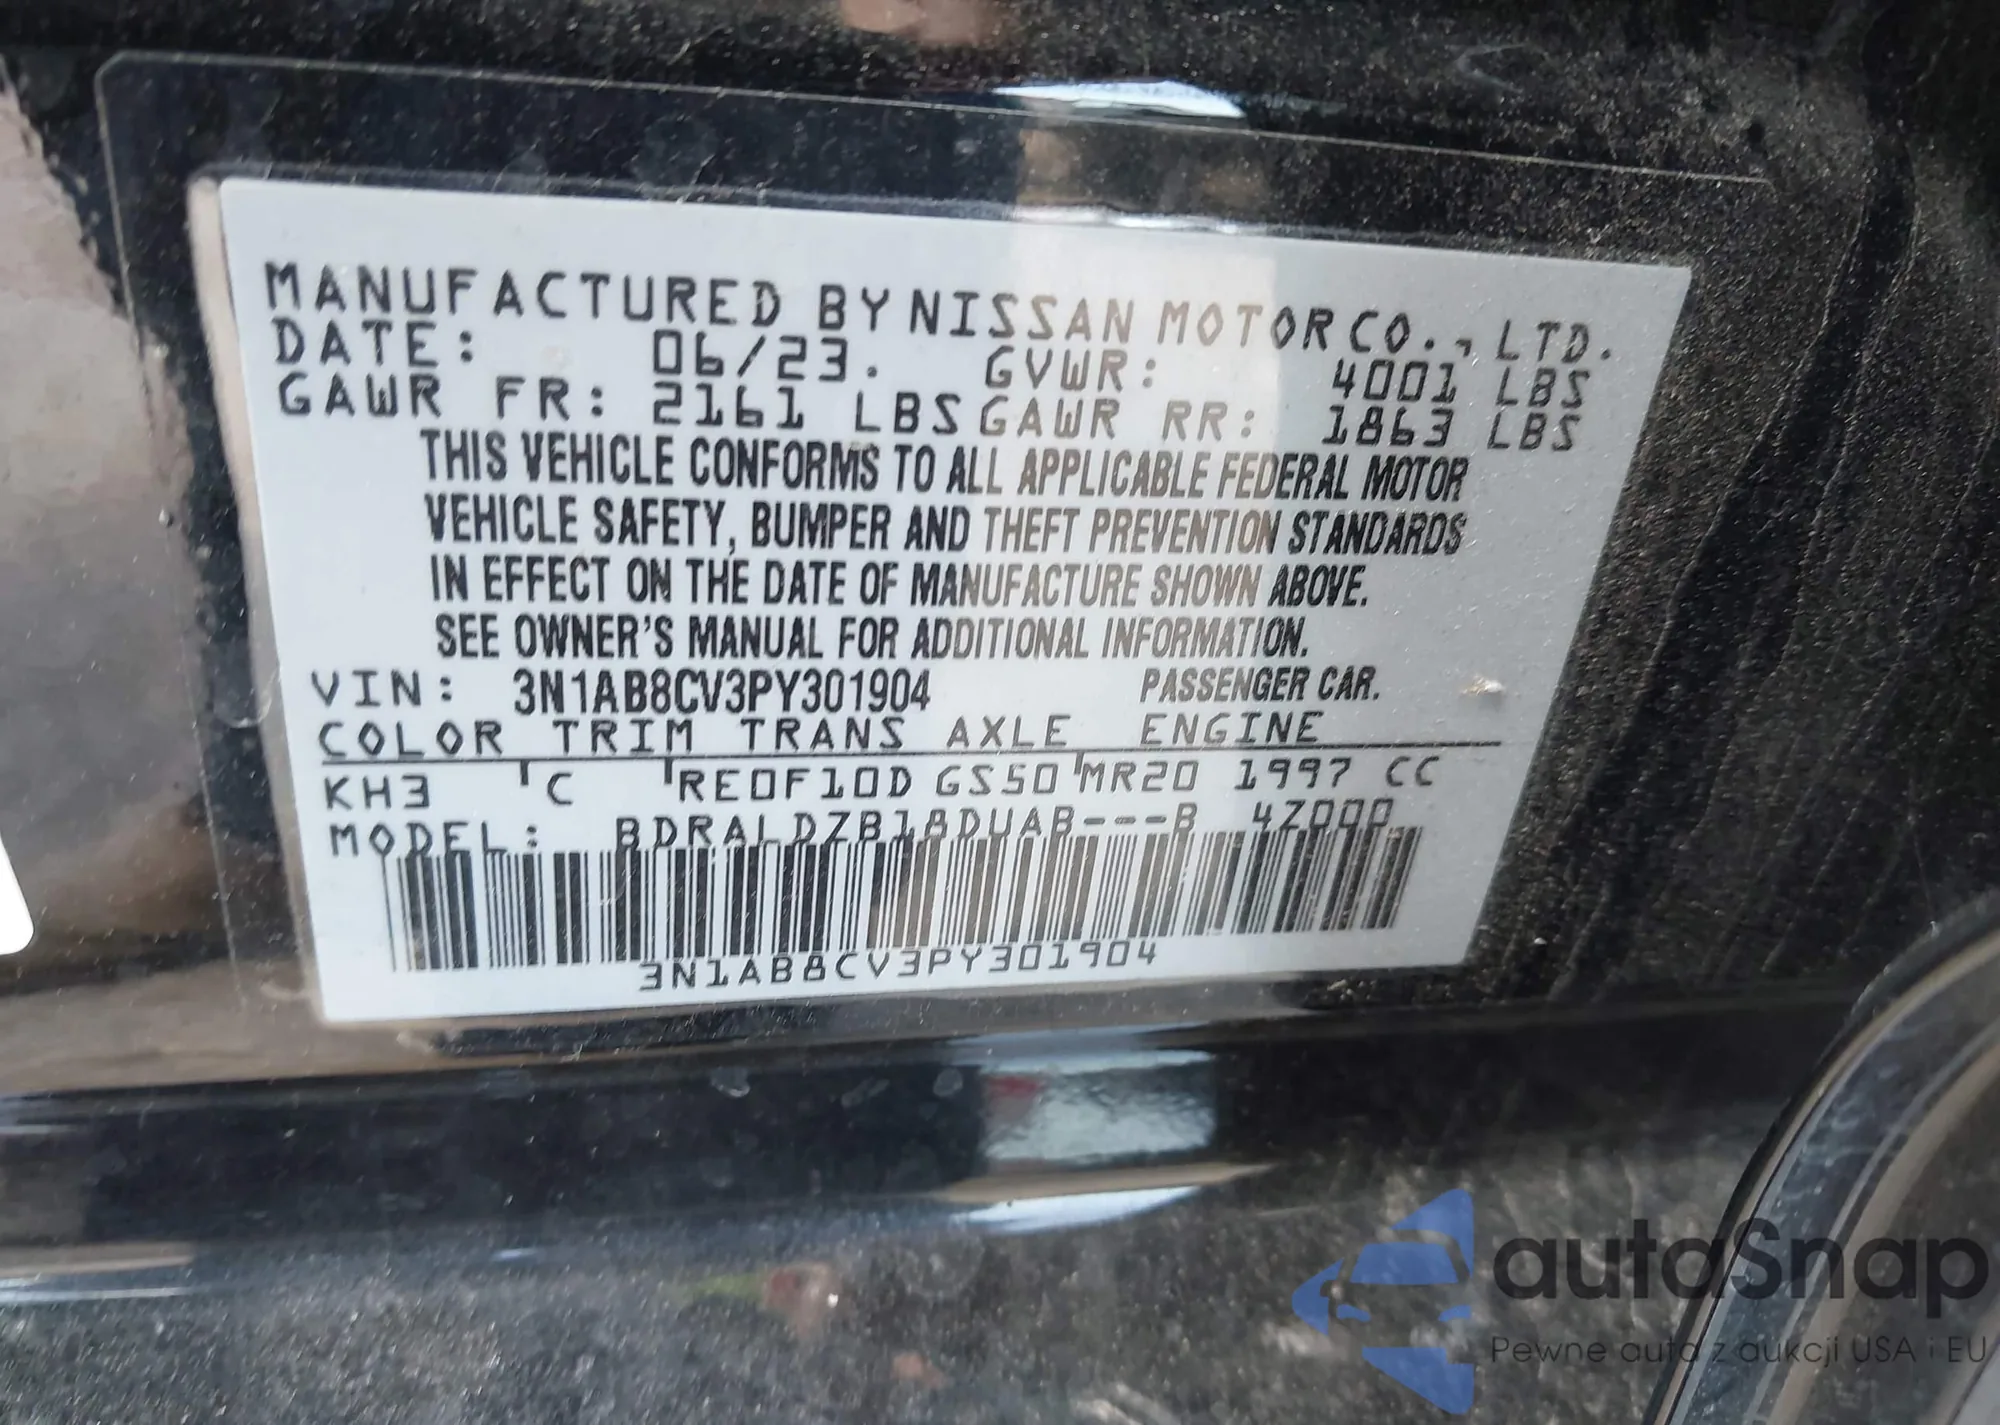 MANUFACTURED BY NISSAN MOTOR CO., LTD.
DATE: 06/23. GVWR: 4001 LBS
GAWR FR: 2161 LBS GAWR RR: 1863 LBS
THIS VEHICLE CONFORMS TO ALL APPLICABLE FEDERAL MOTOR
VEHICLE SAFETY, BUMPER AND THEFT PREVENTION STANDARDS
IN EFFECT ON THE DATE OF MANUFACTURE SHOWN ABOVE.
SEE OWNER'S MANUAL FOR ADDITIONAL INFORMATION.
VIN: 3N1AB8CV3PY301904 PASSENGER CAR.
COLOR TRIM TRANS AXLE ENGINE
KH3 C RE0F10D GS50 MR20 1997 CC
MODEL: BDRALDZB18DUAB---B 4Z000
3N1AB8CV3PY301904
autoSnap
Pewne auta z aukcji USA i EU